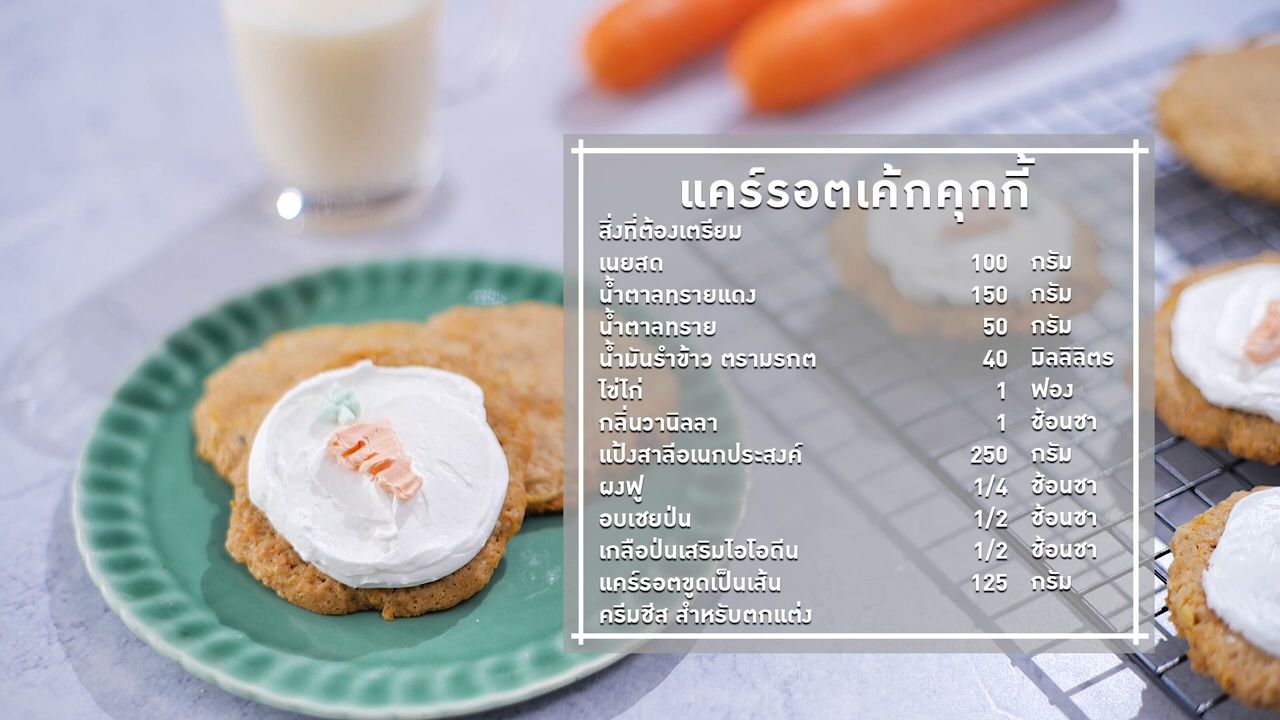 แคร์รอตเค้กคุกกี้
สิ่งที่ต้องเตรียม
เนยสด 100 กรัม
น้ำตาลทรายแดง 150 กรัม
น้ำตาลทราย 50 กรัม
น้ำมันรำข้าว ตรามรกต 40 มิลลิลิตร
ไข่ไก่ 1 ฟอง
กลิ่นวานิลลา 1 ช้อนชา
แป้งสาลีอเนกประสงค์ 250 กรัม
ผงฟู 1/4 ช้อนชา
อบเชยป่น 1/2 ช้อนชา
เกลือป่นเสริมไอโอดีน 1/2 ช้อนชา
แคร์รอตขูดเป็นเส้น 125 กรัม
ครีมชีส สำหรับตกแต่ง